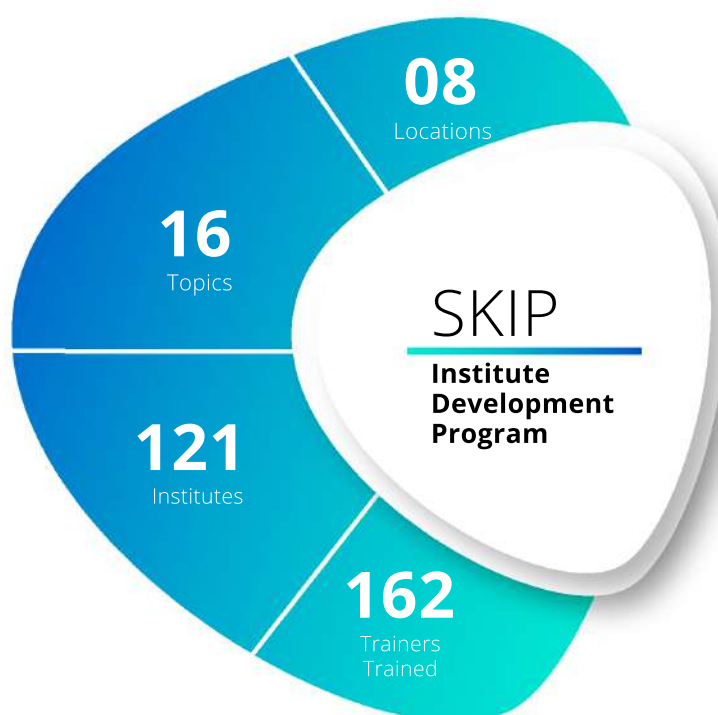 08
Locations
16
Topics
SKIP
Institute
Development
Program
121
Institutes
162
Trainers
Trained